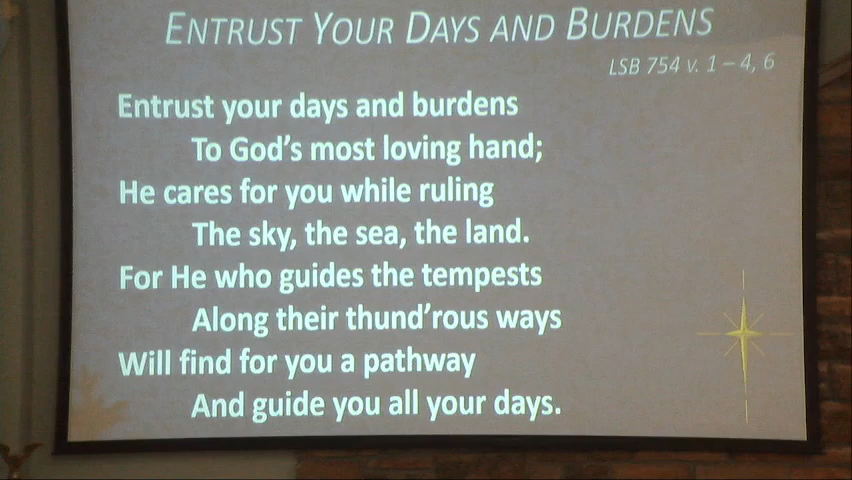 ENTRUST YOUR DAYS AND BURDENS
LSB 754 v. 1 – 4, 6
Entrust your days and burdens
To God's most loving hand;
He cares for you while ruling
The sky, the sea, the land.
For He who guides the tempests
Along their thund'rous ways
Will find for you a pathway
And guide you all your days.